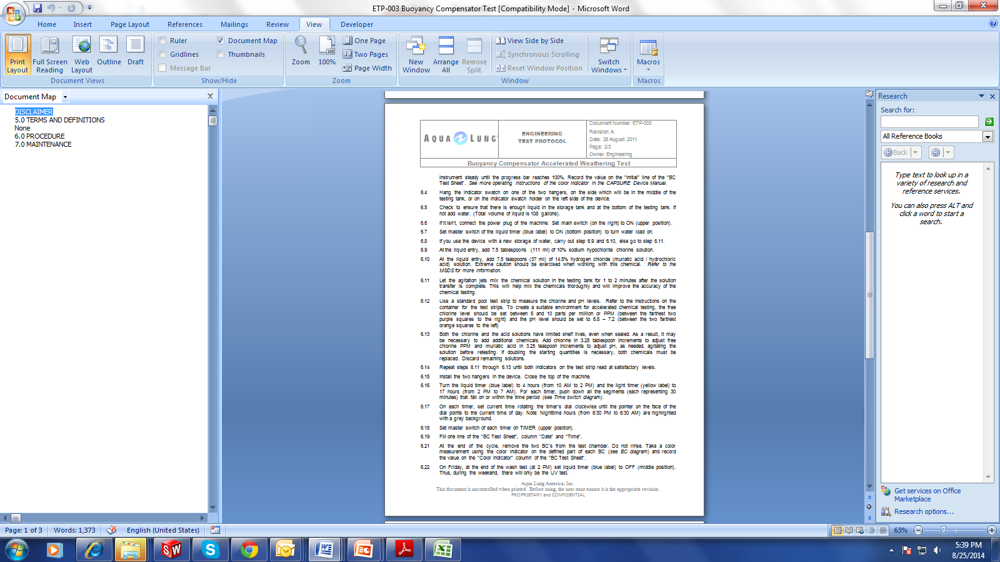 ETP-003 Buoyancy Compensator Test [Compatibility Mode] - Microsoft Word
Home Insert Page Layout References Mailings Review View Developer
Print Layout
Full Screen Reading
Web Layout
Outline
Draft
Document Views
Ruler
Gridlines
Message Bar
Document Map
Thumbnails
Show/Hide
Zoom
100%
One Page
Two Pages
Page Width
Zoom
New Window
Arrange All
Remove Split
View Side by Side
Synchronous Scrolling
Reset Window Position
Switch Windows
Window
Macros
Macros
Document Map
DISCLAIMER
5.0 TERMS AND DEFINITIONS
None
6.0 PROCEDURE
7.0 MAINTENANCE
AQUA LUNG
ENGINEERING
TEST PROTOCOL
Document Number: ETP-003
Revision: A
Date: 26 August 2011
Page: 2/3
Owner: Engineering
Buoyancy Compensator Accelerated Weathering Test
instrument steady until the progress bar reaches 100%. Record the value on the "Initial" line of the "BC
Test Sheet". See more operating instructions of the color indicator in the CAPSURE Device Manual.
6.4 Hang the indicator swatch on one of the two hangers, on the side which will be in the middle of the
testing tank, or on the indicator swatch holder on the left side of the device.
6.5 Check to ensure that there is enough liquid in the storage tank and at the bottom of the testing tank. If
not add water. (Total volume of liquid is 108 gallons).
6.6 If it isn't, connect the power plug of the machine. Set main switch (on the right) to ON (upper position).
6.7 Set master switch of the liquid timer (blue label) to ON (bottom position) to turn water load on.
6.8 If you use the device with a new storage of water, carry out step 6.9 and 6.10, else go to step 6.11.
6.9 At the liquid entry, add 7.5 tablespoons (111 ml) of 10% sodium hypochlorite chlorine solution.
6.10 At the liquid entry, add 7.5 teaspoons (37 ml) of 14.5% hydrogen chloride (muriatic acid / hydrochloric
acid) solution. Extreme caution should be exercised when working with this chemical. Refer to the
MSDS for more information.
6.11 Let the agitation jets mix the chemical solution in the testing tank for 1 to 2 minutes after the solution
transfer is complete. This will help mix the chemicals thoroughly and will improve the accuracy of the
chemical testing.
6.12 Use a standard pool test strip to measure the chlorine and pH levels. Refer to the instructions on the
container for the test strips. To create a suitable environment for accelerated chemical testing, the free
chlorine level should be set between 5 and 10 parts per million or PPM (between the farthest two
purple squares to the right) and the pH level should be set to 6.8 – 7.2 (between the two farthest
orange squares to the left)
6.13 Both the chlorine and the acid solutions have limited shelf lives, even when sealed. As a result, it may
be necessary to add additional chemicals. Add chlorine in 3.25 tablespoon increments to adjust free
chlorine PPM and muriatic acid in 3.25 teaspoon increments to adjust pH, as needed, agitating the
solution before retesting. If doubling the starting quantities is necessary, both chemicals must be
replaced. Discard remaining solutions.
6.14 Repeat steps 6.11 through 6.13 until both indicators on the test strip read at satisfactory levels.
6.15 Install the two hangers in the device. Close the top of the machine.
6.16 Turn the liquid timer (blue label) to 4 hours (from 10 AM to 2 PM) and the light timer (yellow label) to
17 hours (from 2 PM to 7 AM). For each timer, push down all the segments (each representing 30
minutes) that fall on or within the time period (see Time switch diagram).
6.17 On each timer, set current time rotating the timer's dial clockwise until the pointer on the face of the
dial points to the current time of day. Note: Nighttime hours (from 6:30 PM to 6:30 AM) are highlighted
with a grey background.
6.18 Set master switch of each timer on TIMER (upper position).
6.19 Fill one line of the "BC Test Sheet", column "Date" and "Time".
6.21 At the end of the cycle, remove the two BC's from the test chamber. Do not rinse. Take a color
measurement using the color indicator on the defined part of each BC (see BC diagram) and record
the value on the "Color Indicator" column of the "BC Test Sheet".
6.22 On Friday, at the end of the wash test (at 2 PM) set liquid timer (blue label) to OFF (middle position).
Thus, during the weekend, there will only be the UV test.
Aqua Lung America, Inc.
This document is uncontrolled when printed. Before using, the user must ensure it is the appropriate revision.
PROPRIETARY and CONFIDENTIAL
Research
Search for:
All Reference Books
Back
Type text to look up in a
variety of research and
reference services.
You can also press ALT and
click a word to start a
search.
Get services on Office
Marketplace
Research options...
Page: 1 of 3 Words: 1,373 English (United States) 63%
5:39 PM
8/25/2014